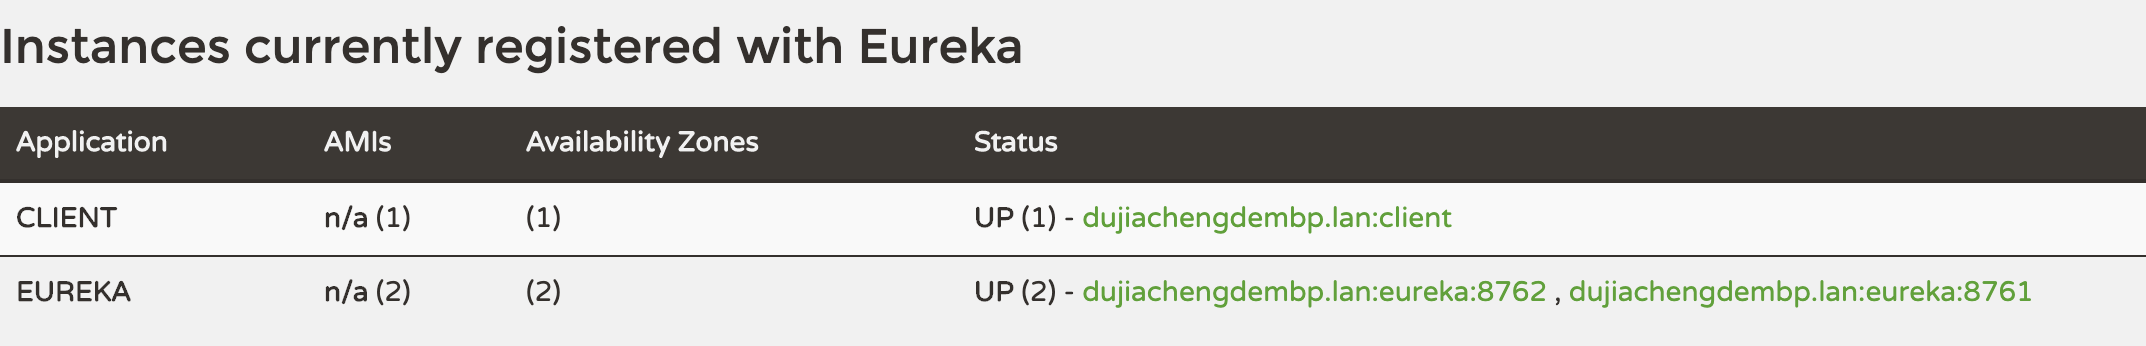 Instances currently registered with Eureka
Application AMIs Availability Zones Status
CLIENT n/a (1) (1) UP (1) - dujiachengdembp.lan:client
EUREKA n/a (2) (2) UP (2) - dujiachengdembp.lan:eureka:8762 , dujiachengdembp.lan:eureka:8761